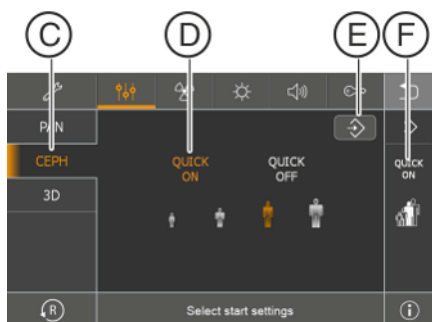 C
D
E
F
PAN
CEPH
3D
QUICK
ON
QUICK
OFF
QUICK
ON
R
Select start settings
i